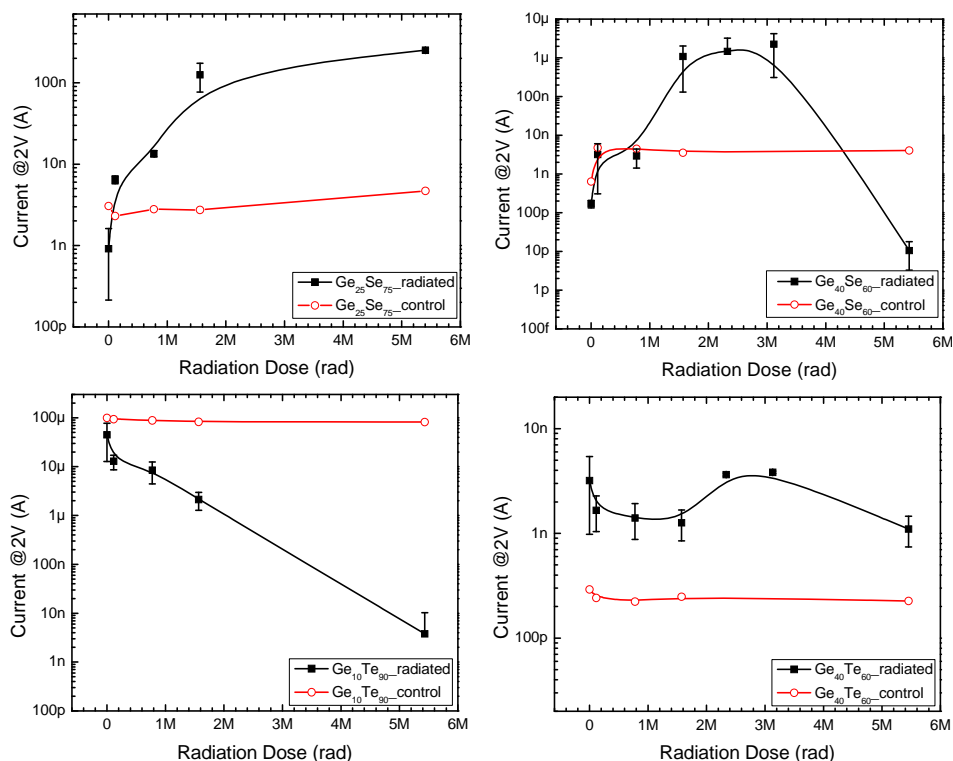 Current @2V (A)
100n
10n
1n
100p
Ge25Se75_radiated
Ge25Se75_control
0 1M 2M 3M 4M 5M 6M
Radiation Dose (rad)
Current @2V (A)
10µ
1µ
10n
1n
100p
10p
1p
100f
Ge40Se60_radiated
Ge40Se60_control
0 1M 2M 3M 4M 5M 6M
Radiation Dose (rad)
Current @2V (A)
100µ
10µ
1µ
10n
1n
100p
Ge10Te90_radiated
Ge10Te90_control
0 1M 2M 3M 4M 5M 6M
Radiation Dose (rad)
Current @2V (A)
10n
1n
100p
Ge40Te60_radiated
Ge40Te60_control
0 1M 2M 3M 4M 5M 6M
Radiation Dose (rad)